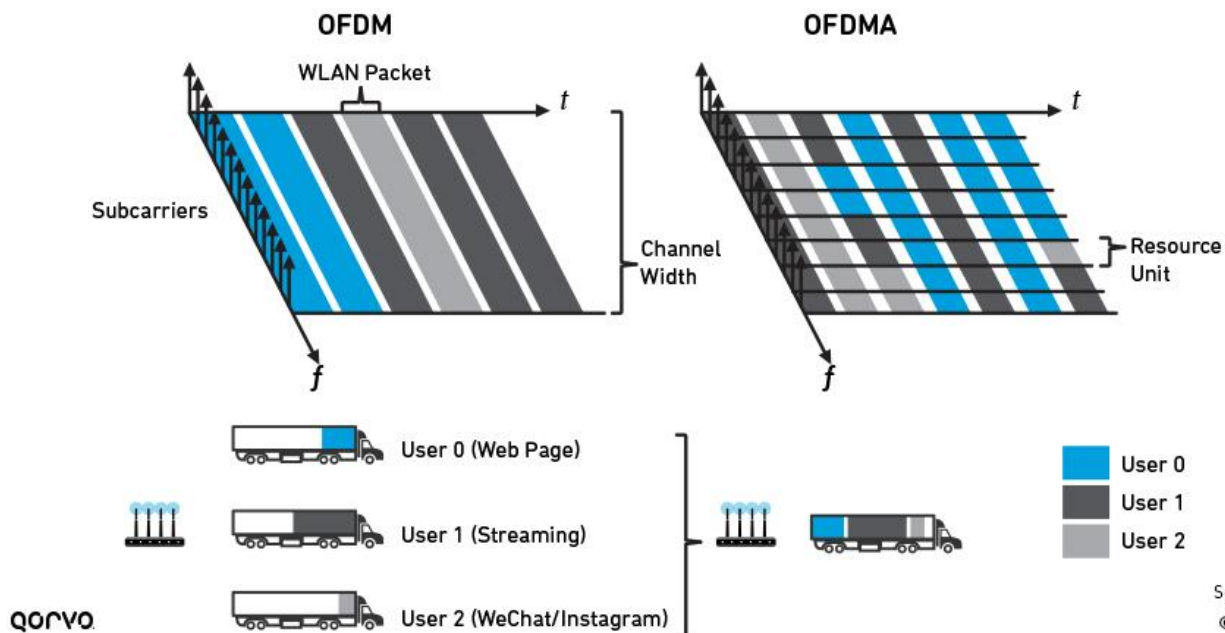 OFDM
WLAN Packet
t
Subcarriers
Channel
Width
f
OFDMA
t
Resource
Unit
f
User 0 (Web Page)
User 1 (Streaming)
User 2 (WeChat/Instagram)
User 0
User 1
User 2
QORVO
S
©